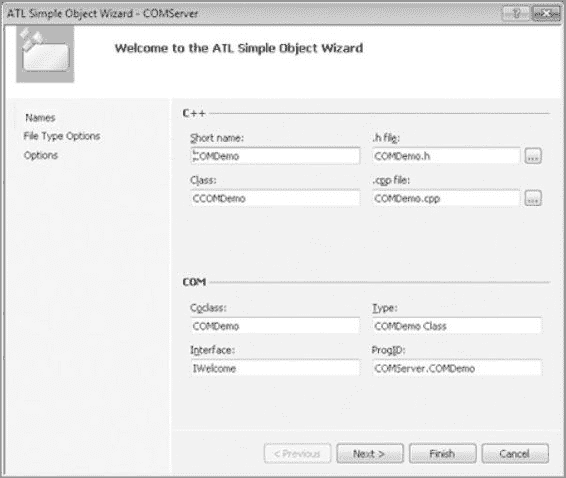 ATL Simple Object Wizard - COMServer
Welcome to the ATL Simple Object Wizard
Names
File Type Options
Options
C++
Short name:
.h file:
COMDemo
COMDemo.h
...
Class:
.cpp file:
CCOMDemo
COMDemo.cpp
...
COM
Coclass:
Type:
COMDemo
COMDemo Class
Interface:
ProgID:
IWelcome
COMServer.COMDemo
< Previous
Next >
Finish
Cancel